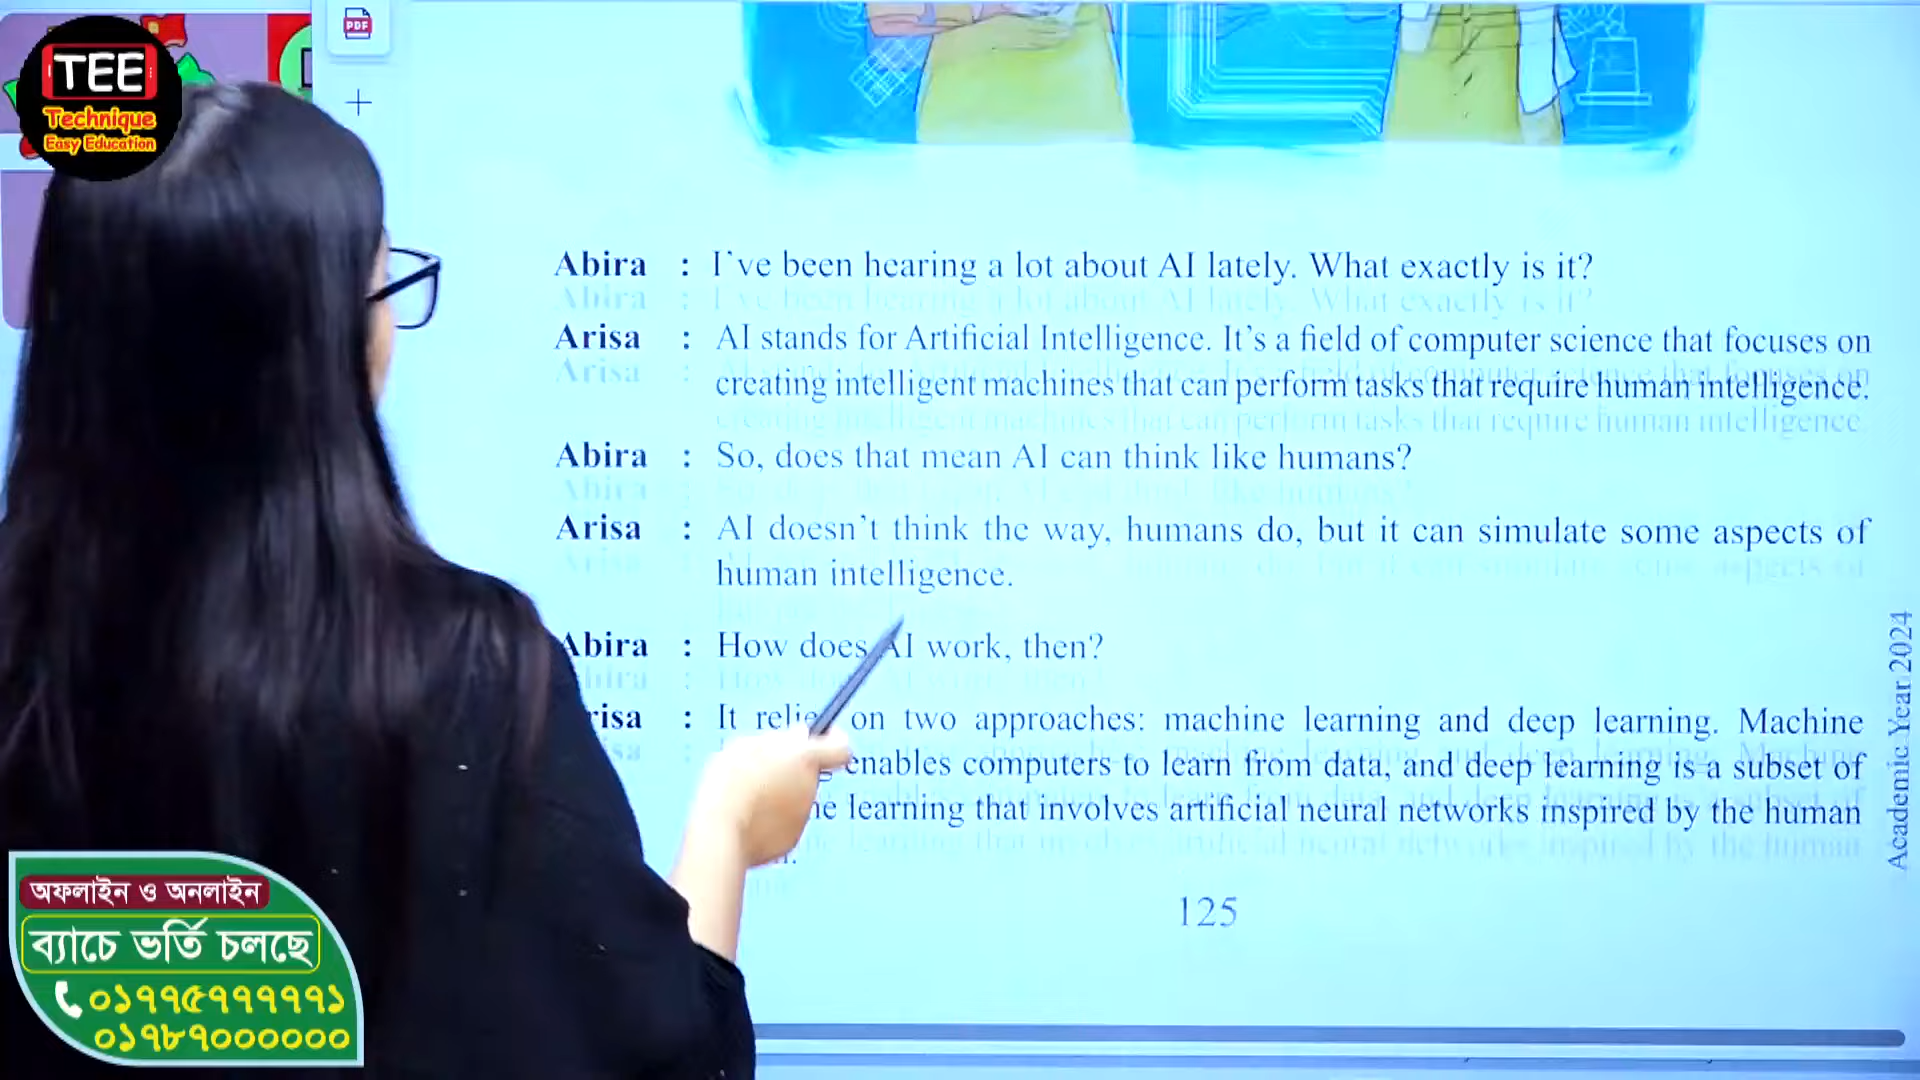 TEE
Technique
Easy Education
PDF
Abira : I've been hearing a lot about AI lately. What exactly is it?
Arisa : AI stands for Artificial Intelligence. It's a field of computer science that focuses on
creating intelligent machines that can perform tasks that require human intelligence.
Abira : So, does that mean AI can think like humans?
Arisa : AI doesn't think the way, humans do, but it can simulate some aspects of
human intelligence.
Abira : How does AI work, then?
risa : It relies on two approaches: machine learning and deep learning. Machine
enables computers to learn from data, and deep learning is a subset of
learning that involves artificial neural networks inspired by the human
125
Academic Year 2024
অফলাইন ও অনলাইন
ব্যাচে ভর্তি চলছে
০১৭৭৫৭৭৭৭৭১
০১৭৮৭০০০০০০